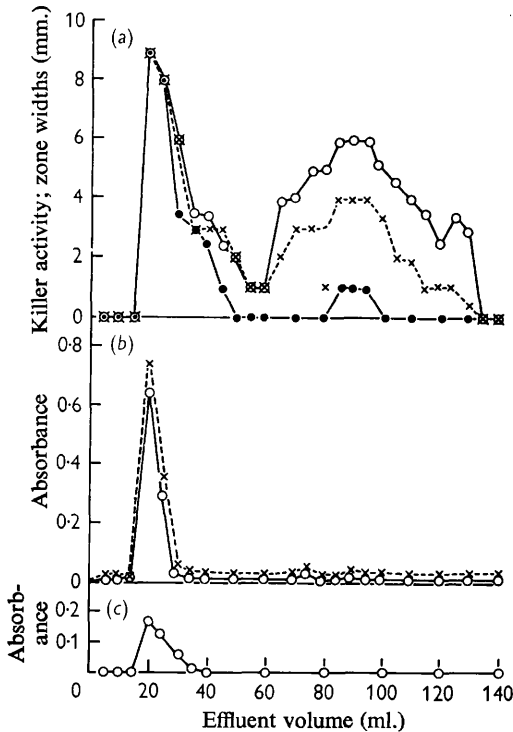 Killer activity; zone widths (mm.)
10
8
6
4
2
0
(a)
Absorbance
0·8
0·6
0·4
0·2
0
(b)
Absorb-
ance
0·2
0·1
(c)
0 20 40 60 80 100 120 140
Effluent volume (ml.)